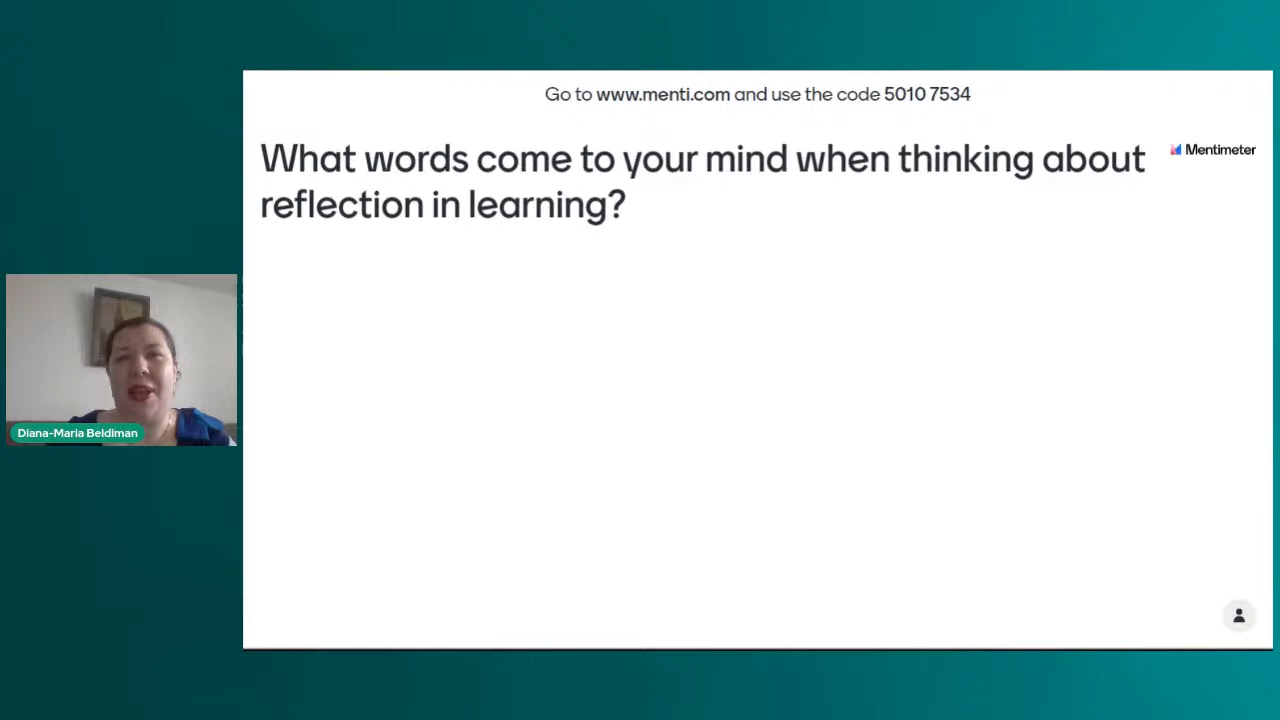 Go to www.menti.com and use the code 5010 7534
What words come to your mind when thinking about
reflection in learning?
Mentimeter
Diana-Maria Beldiman